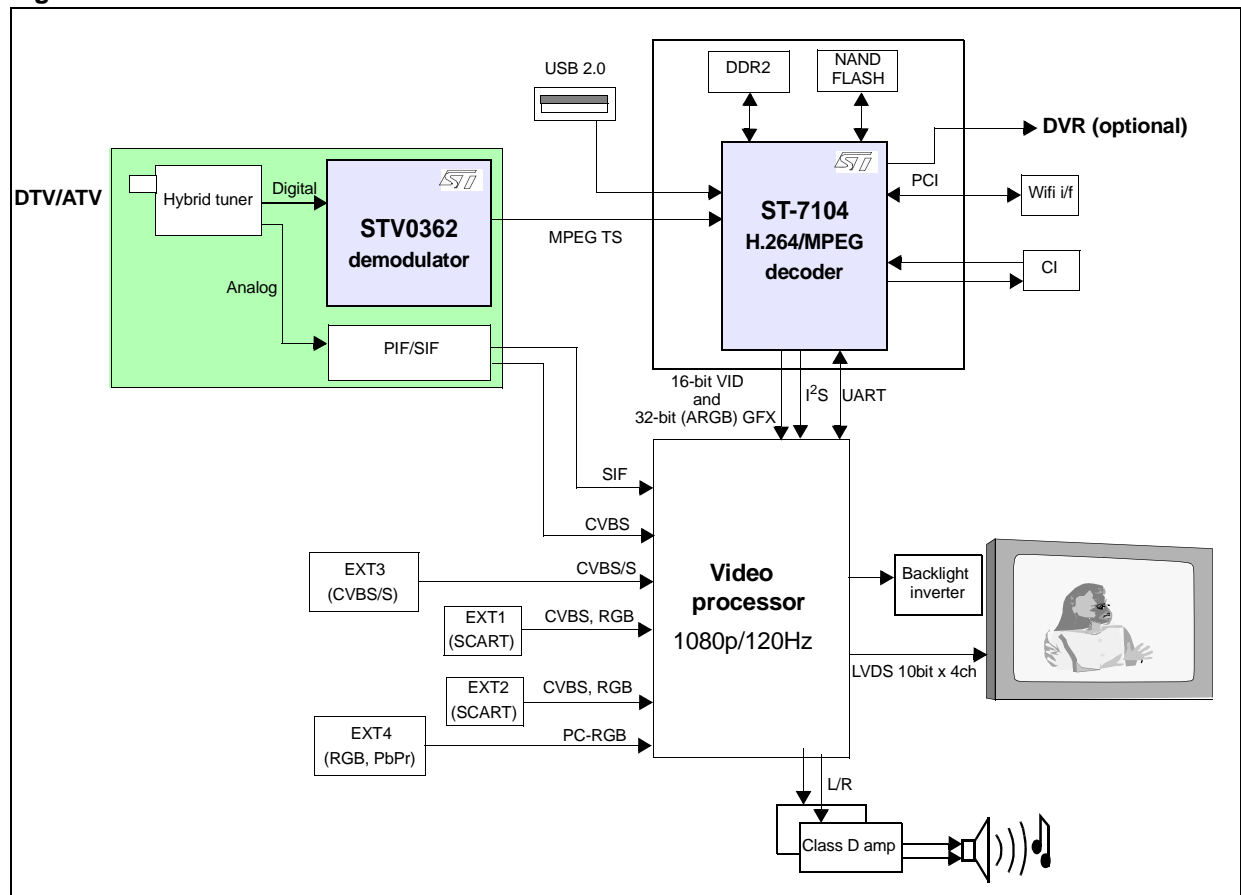 USB 2.0
DDR2
NAND
FLASH
DVR (optional)
DTV/ATV
Hybrid tuner
Digital
ST
STV0362
demodulator
MPEG TS
ST
ST-7104
H.264/MPEG
decoder
PCI
Wifi i/f
CI
Analog
PIF/SIF
16-bit VID
and
32-bit (ARGB) GFX
I²S
UART
SIF
CVBS
EXT3
(CVBS/S)
CVBS/S
EXT1
(SCART)
CVBS, RGB
EXT2
(SCART)
CVBS, RGB
EXT4
(RGB, PbPr)
PC-RGB
Video
processor
1080p/120Hz
Backlight
inverter
LVDS 10bit x 4ch
L/R
Class D amp